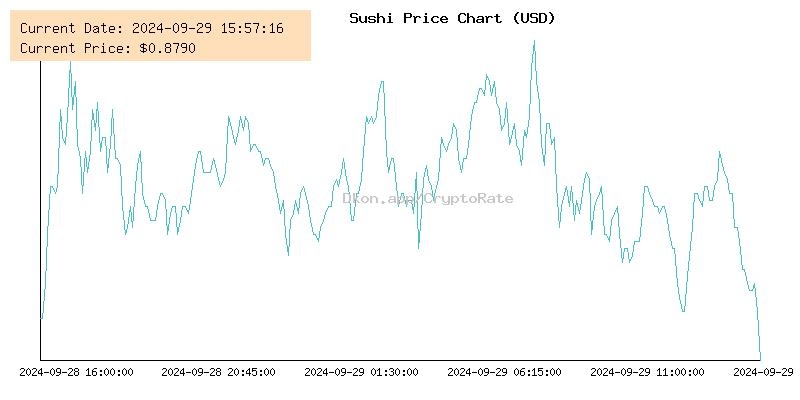 Sushi Price Chart (USD)
Current Date: 2024-09-29 15:57:16
Current Price: $0.8790
Dkon.app/CryptoRate
2024-09-28 16:00:00 2024-09-28 20:45:00 2024-09-29 01:30:00 2024-09-29 06:15:00 2024-09-29 11:00:00 2024-09-29